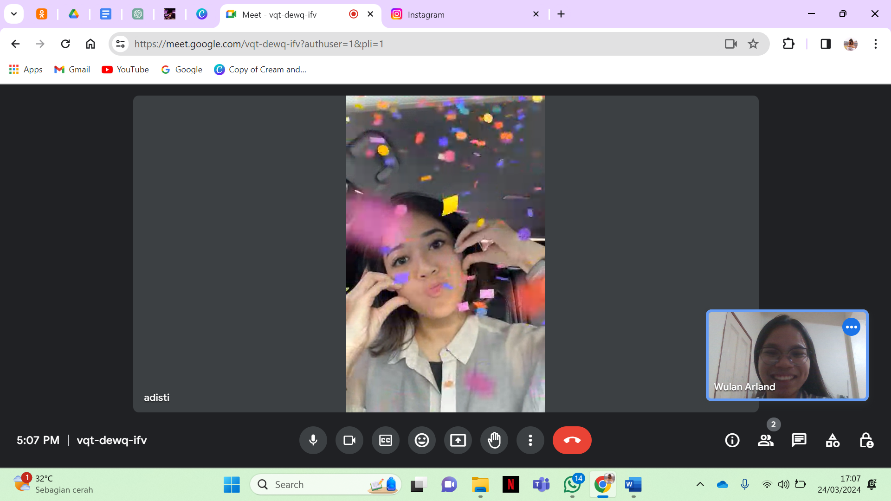 Meet - vqt-dewq-ifv
Instagram
https://meet.google.com/vqt-dewq-ifv?authuser=1&pli=1
Apps
Gmail
YouTube
Google
Copy of Cream and...
adisti
Wulan Arland
5:07 PM | vqt-dewq-ifv
CC
2
1
32°C
Sebagian cerah
Search
N
14
W
17:07
24/03/2024